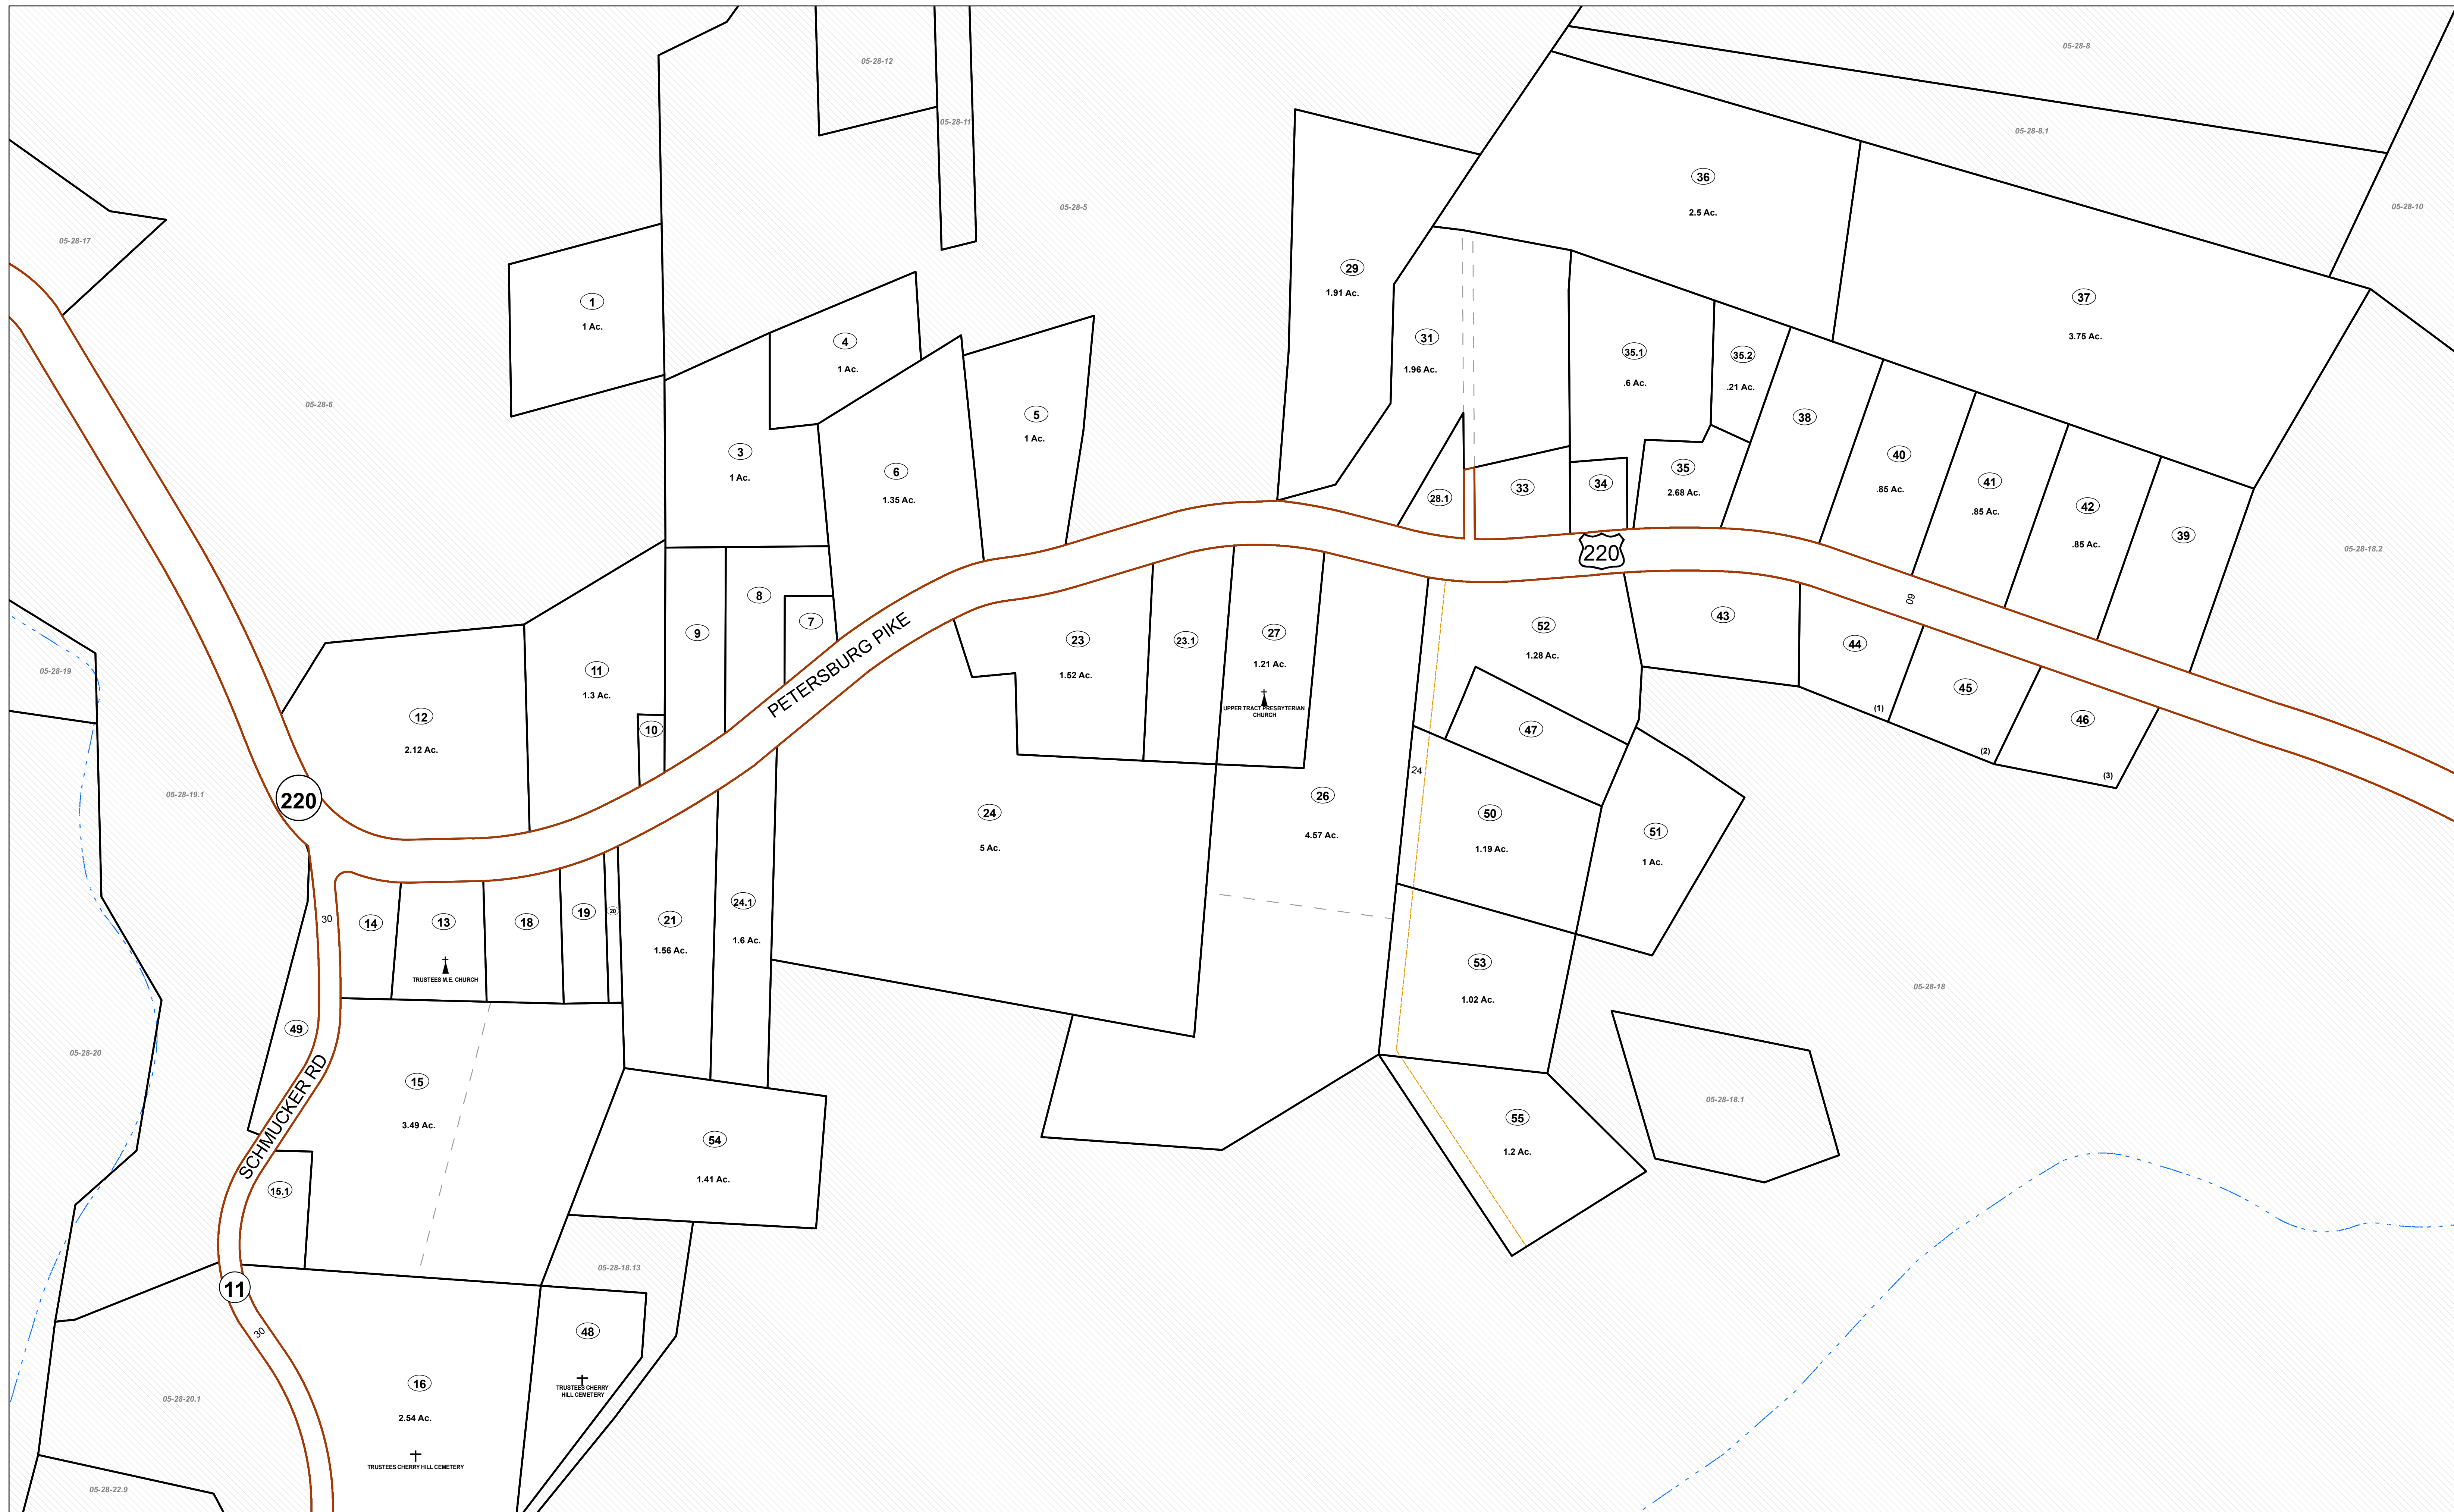 05-28-8
05-28-12
05-28-11
05-28-8.1
36
2.5 Ac.
05-28-5
05-28-10
05-28-17
29
1.91 Ac.
1
1 Ac.
37
3.75 Ac.
4
1 Ac.
31
1.96 Ac.
35.1
.6 Ac.
35.2
.21 Ac.
05-28-6
5
1 Ac.
38
3
1 Ac.
6
1.35 Ac.
40
.85 Ac.
35
2.68 Ac.
41
.85 Ac.
34
33
28.1
42
.85 Ac.
39
220
05-28-18.2
8
60
7
9
PETERSBURG PIKE
43
44
52
1.28 Ac.
27
1.21 Ac.
UPPER TRACT PRESBYTERIAN
CHURCH
23
1.52 Ac.
23.1
11
1.3 Ac.
05-28-19
45
(1)
12
2.12 Ac.
10
47
46
(2)
(3)
24
05-28-19.1
220
26
4.57 Ac.
24
5 Ac.
50
1.19 Ac.
51
1 Ac.
24.1
1.6 Ac.
30
14
13
TRUSTEES M.E. CHURCH
18
19
20
21
1.56 Ac.
53
1.02 Ac.
05-28-18
49
05-28-20
SCHMUCKER RD
15
3.49 Ac.
05-28-18.1
55
1.2 Ac.
54
1.41 Ac.
15.1
05-28-18.13
11
30
48
TRUSTEES CHERRY
HILL CEMETERY
16
2.54 Ac.
05-28-20.1
TRUSTEES CHERRY HILL CEMETERY
05-28-22.9